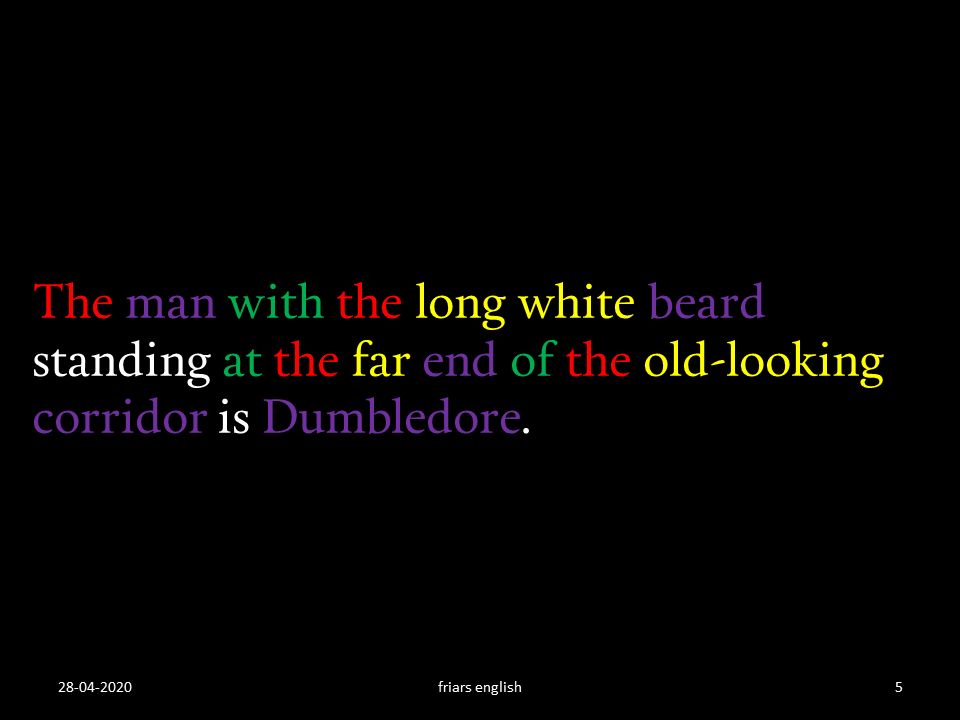 The man with the long white beard
standing at the far end of the old-looking
corridor is Dumbledore.
28-04-2020
friars english
5